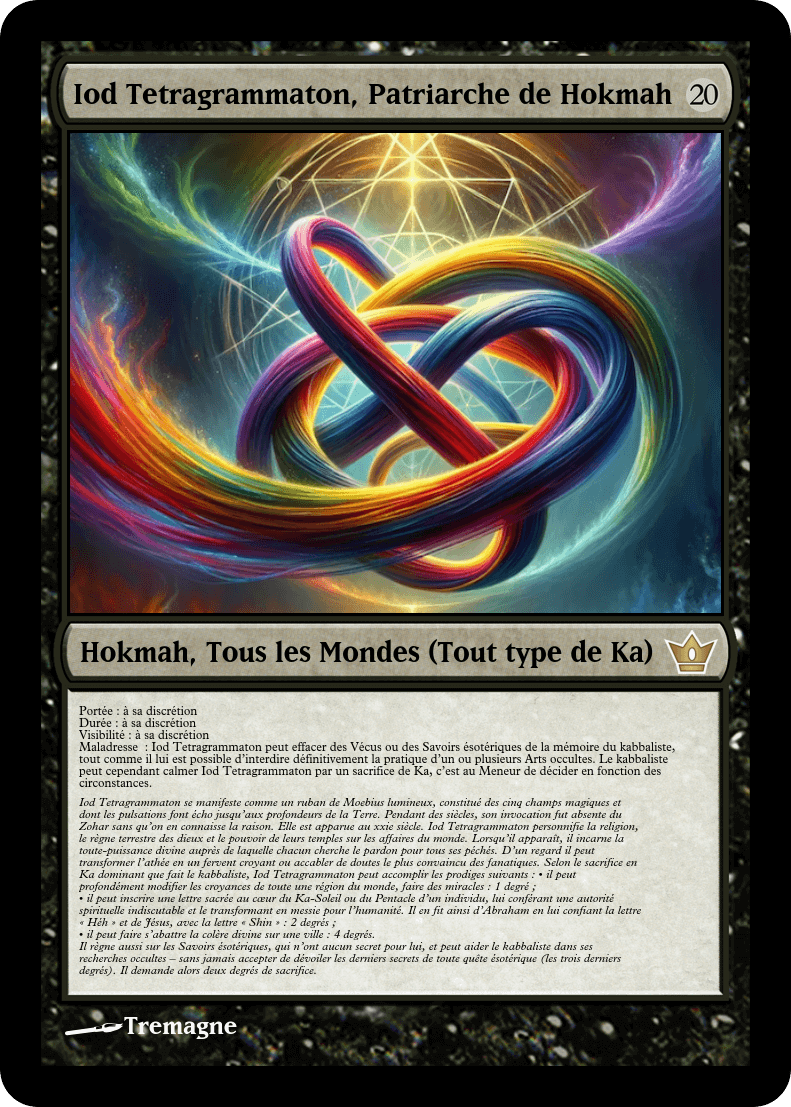 Iod Tetragrammaton, Patriarche de Hokmah 20
Hokmah, Tous les Mondes (Tout type de Ka)
Portée : à sa discrétion
Durée : à sa discrétion
Visibilité : à sa discrétion
Maladresse  : Iod Tetragrammaton peut effacer des Vécus ou des Savoirs ésotériques de la mémoire du kabbaliste,
tout comme il lui est possible d'interdire définitivement la pratique d'un ou plusieurs Arts occultes. Le kabbaliste
peut cependant calmer Iod Tetragrammaton par un sacrifice de Ka, c'est au Meneur de décider en fonction des
circonstances.
Iod Tetragrammaton se manifeste comme un ruban de Moebius lumineux, constitué des cinq champs magiques et
dont les pulsations font écho jusqu'aux profondeurs de la Terre. Pendant des siècles, son invocation fut absente du
Zohar sans qu'on en connaisse la raison. Elle est apparue au xxie siècle. Iod Tetragrammaton personnifie la religion,
le règne terrestre des dieux et le pouvoir de leurs temples sur les affaires du monde. Lorsqu'il apparaît, il incarne la
toute-puissance divine auprès de laquelle chacun cherche le pardon pour tous ses péchés. D'un regard il peut
transformer l'athée en un fervent croyant ou accabler de doutes le plus convaincu des fanatiques. Selon le sacrifice en
Ka dominant que fait le kabbaliste, Iod Tetragrammaton peut accomplir les prodiges suivants : • il peut
profondément modifier les croyances de toute une région du monde, faire des miracles : 1 degré ;
• il peut inscrire une lettre sacrée au cœur du Ka-Soleil ou du Pentacle d'un individu, lui conférant une autorité
spirituelle indiscutable et le transformant en messie pour l'humanité. Il en fit ainsi d'Abraham en lui confiant la lettre
« Héh » et de Jésus, avec la lettre « Shin » : 2 degrés ;
• il peut faire s'abattre la colère divine sur une ville : 4 degrés.
Il règne aussi sur les Savoirs ésotériques, qui n'ont aucun secret pour lui, et peut aider le kabbaliste dans ses
recherches occultes – sans jamais accepter de dévoiler les derniers secrets de toute quête ésotérique (les trois derniers
degrés). Il demande alors deux degrés de sacrifice.
Tremagne